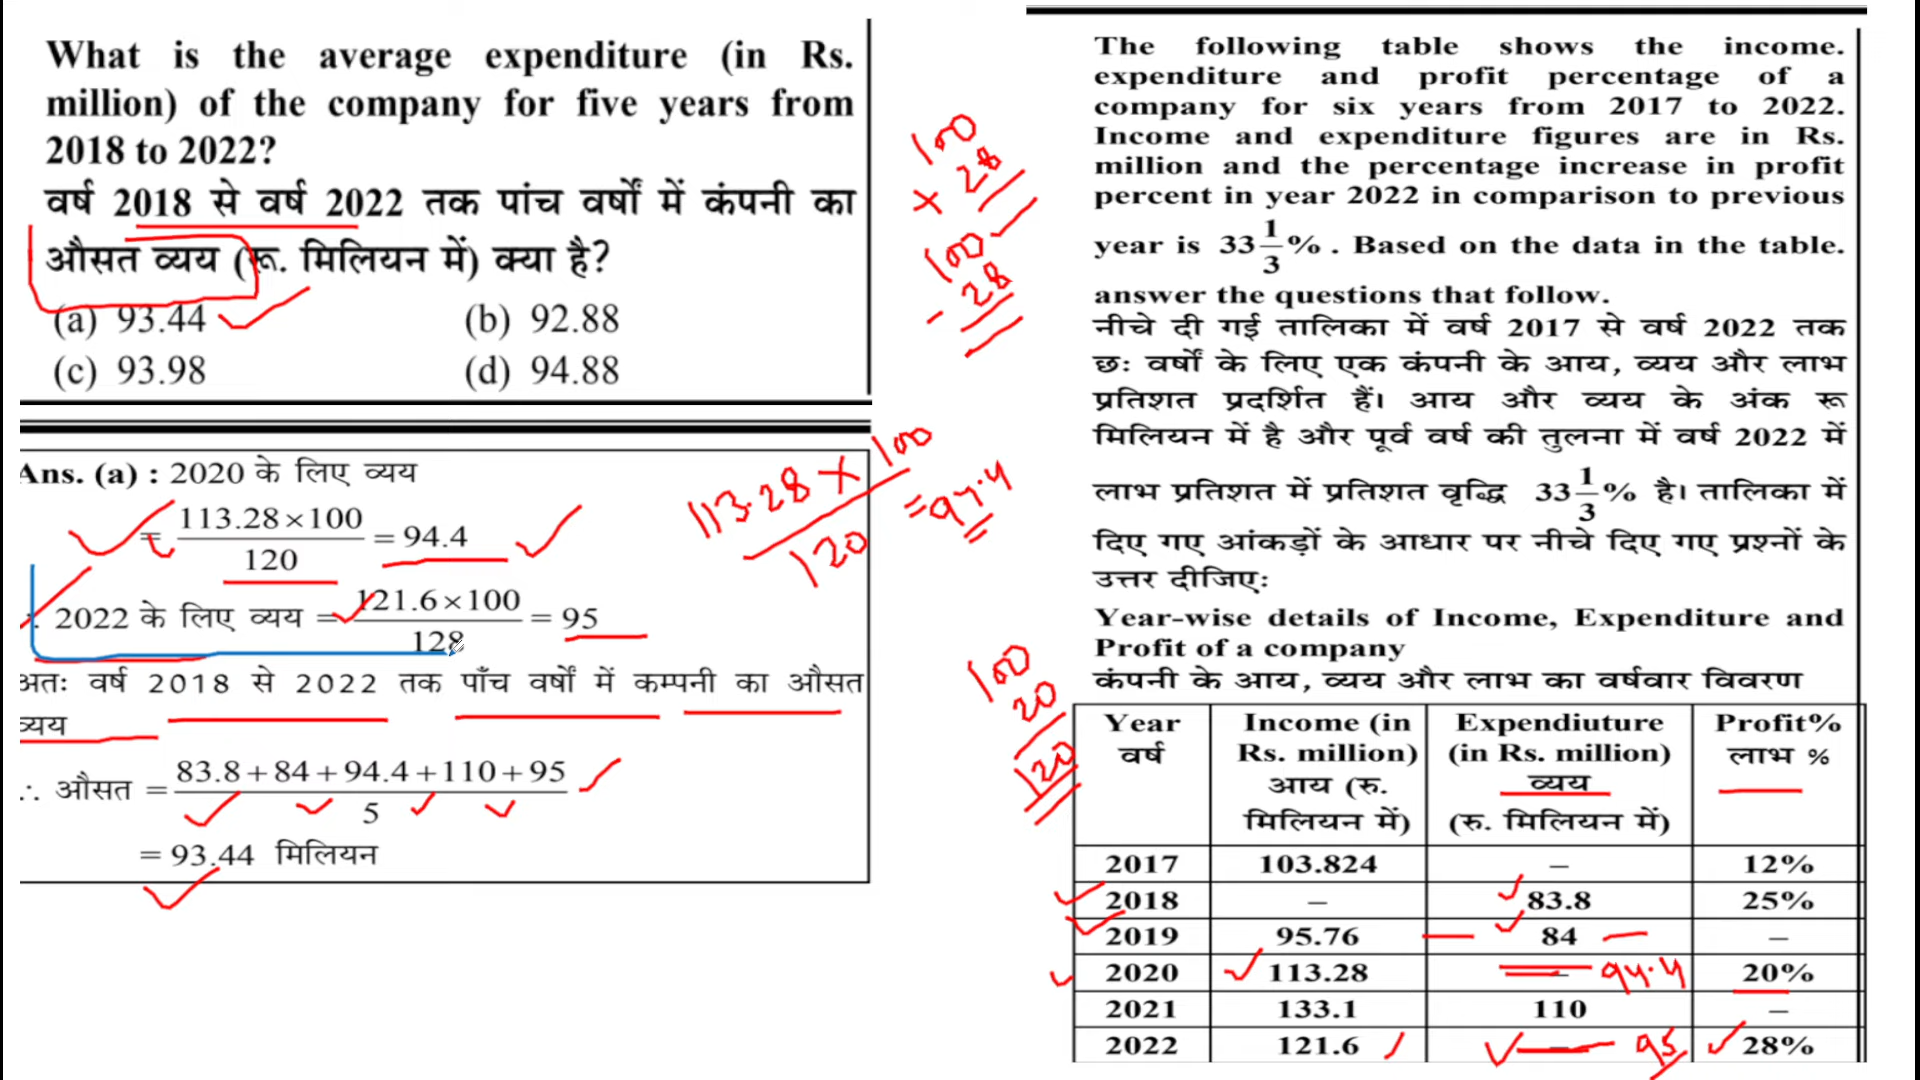 What is the average expenditure (in Rs.
million) of the company for five years from
2018 to 2022?
वर्ष 2018 से वर्ष 2022 तक पांच वर्षों में कंपनी का
औसत व्यय (रू. मिलियन में) क्या है?
(a) 93.44 (b) 92.88
(c) 93.98 (d) 94.88
Ans. (a) : 2020 के लिए व्यय
= 113.28×100 / 120 = 94.4
2022 के लिए व्यय = 121.6×100 / 128 = 95
अतः वर्ष 2018 से 2022 तक पाँच वर्षों में कम्पनी का औसत
व्यय
∴ औसत = 83.8+84+94.4+110+95 / 5
= 93.44 मिलियन
113.28 × 100 / 120 = 94.4
100
× 28
100
- 28
100
20
120
The following table shows the income.
expenditure and profit percentage of a
company for six years from 2017 to 2022.
Income and expenditure figures are in Rs.
million and the percentage increase in profit
percent in year 2022 in comparison to previous
year is 33 1/3 %. Based on the data in the table.
answer the questions that follow.
नीचे दी गई तालिका में वर्ष 2017 से वर्ष 2022 तक
छः वर्षों के लिए एक कंपनी के आय, व्यय और लाभ
प्रतिशत प्रदर्शित हैं। आय और व्यय के अंक रू
मिलियन में है और पूर्व वर्ष की तुलना में वर्ष 2022 में
लाभ प्रतिशत में प्रतिशत वृद्धि 33 1/3 % है। तालिका में
दिए गए आंकड़ों के आधार पर नीचे दिए गए प्रश्नों के
उत्तर दीजिएः
Year-wise details of Income, Expenditure and
Profit of a company
कंपनी के आय, व्यय और लाभ का वर्षवार विवरण
Year वर्ष | Income (in Rs. million) आय (रु. मिलियन में) | Expendiuture (in Rs. million) व्यय (रु. मिलियन में) | Profit% लाभ %
2017 103.824 – 12%
2018 – 83.8 25%
2019 95.76 84 –
2020 113.28 – 94.4 20%
2021 133.1 110 –
2022 121.6 – 95 28%